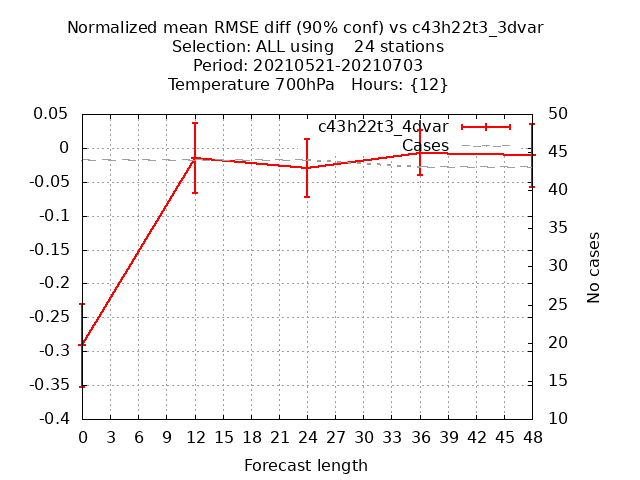 Normalized mean RMSE diff (90% conf) vs c43h22t3_3dvar
Selection: ALL using    24 stations
Period: 20210521-20210703
Temperature 700hPa   Hours: {12}
c43h22t3_4dvar
Cases
0.05
0
-0.05
-0.1
-0.15
-0.2
-0.25
-0.3
-0.35
-0.4
50
45
40
35
30
25
20
15
10
No cases
0 3 6 9 12 15 18 21 24 27 30 33 36 39 42 45 48
Forecast length